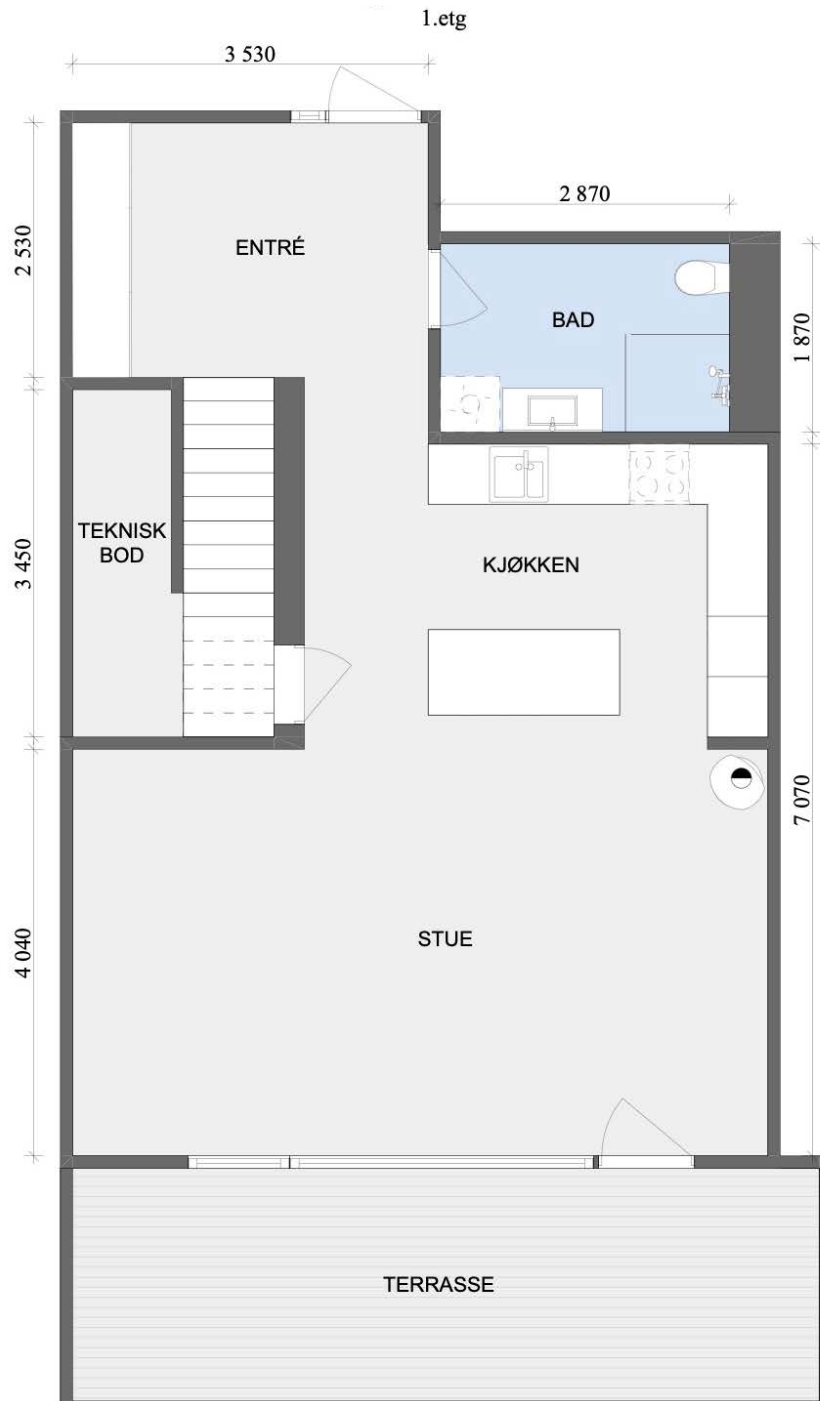 1.etg
3 530
2 870
2 530
ENTRÉ
BAD
1 870
TEKNISK
BOD
3 450
KJØKKEN
7 070
4 040
STUE
TERRASSE